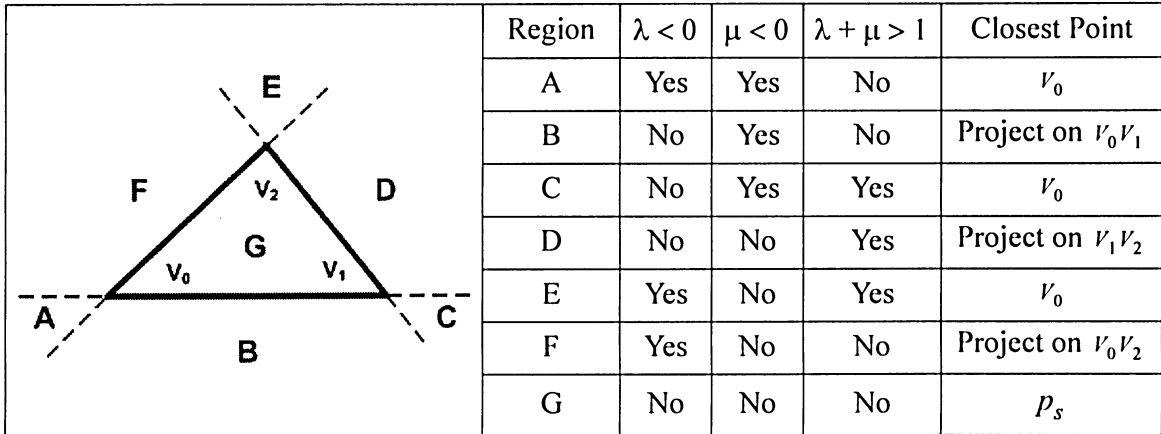 E
F
D
V₂
G
V₀
V₁
A
C
B
Region λ < 0 μ < 0 λ + μ > 1 Closest Point
A Yes Yes No v₀
B No Yes No Project on v₀v₁
C No Yes Yes v₀
D No No Yes Project on v₁v₂
E Yes No Yes v₀
F Yes No No Project on v₀v₂
G No No No pₛ